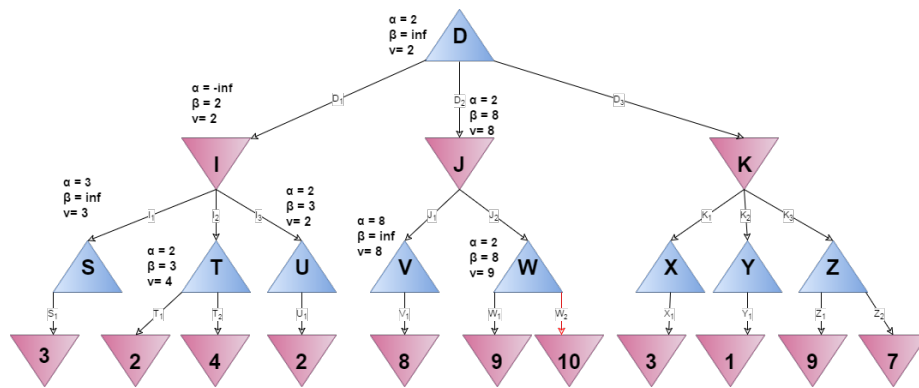 α = 2
β = inf
v= 2
D
D₁
D₂
D₃
α = -inf
β = 2
v= 2
α = 2
β = 8
v= 8
I
J
K
α = 3
β = inf
v= 3
I₁
I₂
I₃
α = 2
β = 3
v= 2
J₁
J₂
K₁
K₂
K₃
α = 2
β = 3
v= 4
α = 8
β = inf
v= 8
α = 2
β = 8
v= 9
S
T
U
V
W
X
Y
Z
S₁
T₁
T₂
U₁
V₁
W₁
W₂
X₁
Y₁
Z₁
Z₂
3
2
4
2
8
9
10
3
1
9
7